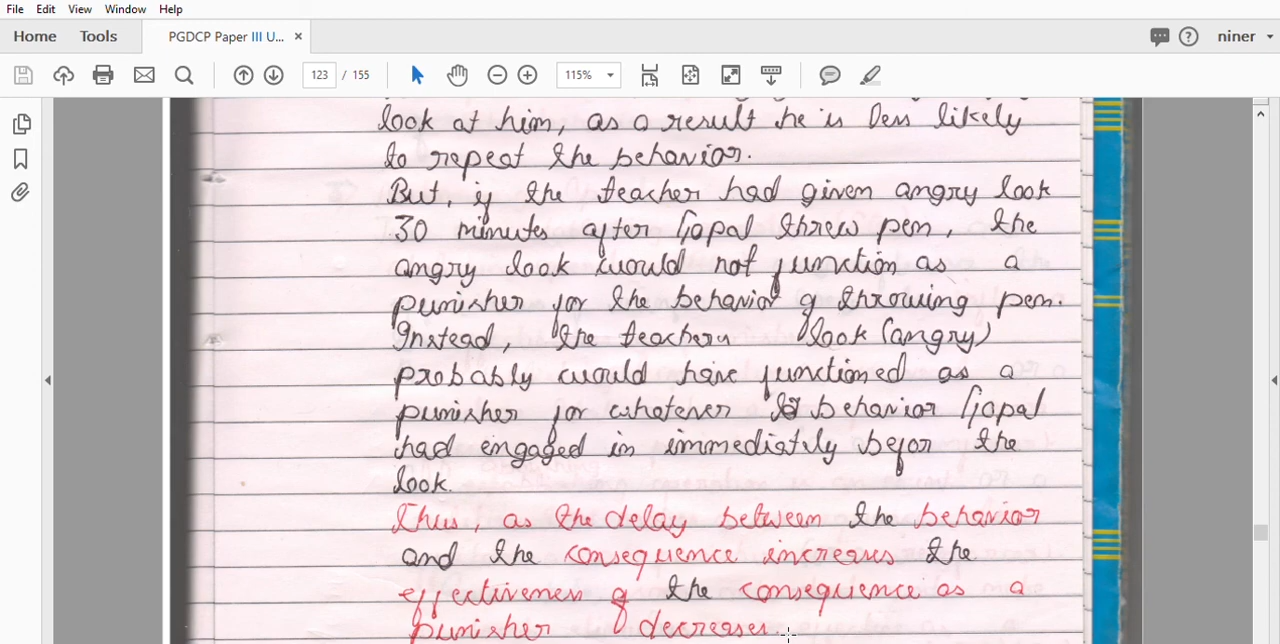 File Edit View Window Help
Home Tools PGDCP Paper III U... × niner
123 / 155 115%
look at him, as a result he is less likely
to repeat the behavior.
But, if the teacher had given angry look
30 minutes after Gopal threw pen, the
angry look would not function as a
punisher for the behavior of throwing pen.
Instead, the teachers look (angry)
probably would have functioned as a
punisher for whatever behavior Gopal
had engaged in immediately befor the
look.
Thus, as the delay between the behavior
and the consequence increases the
effectiveness of the consequence as a
punisher decreases.